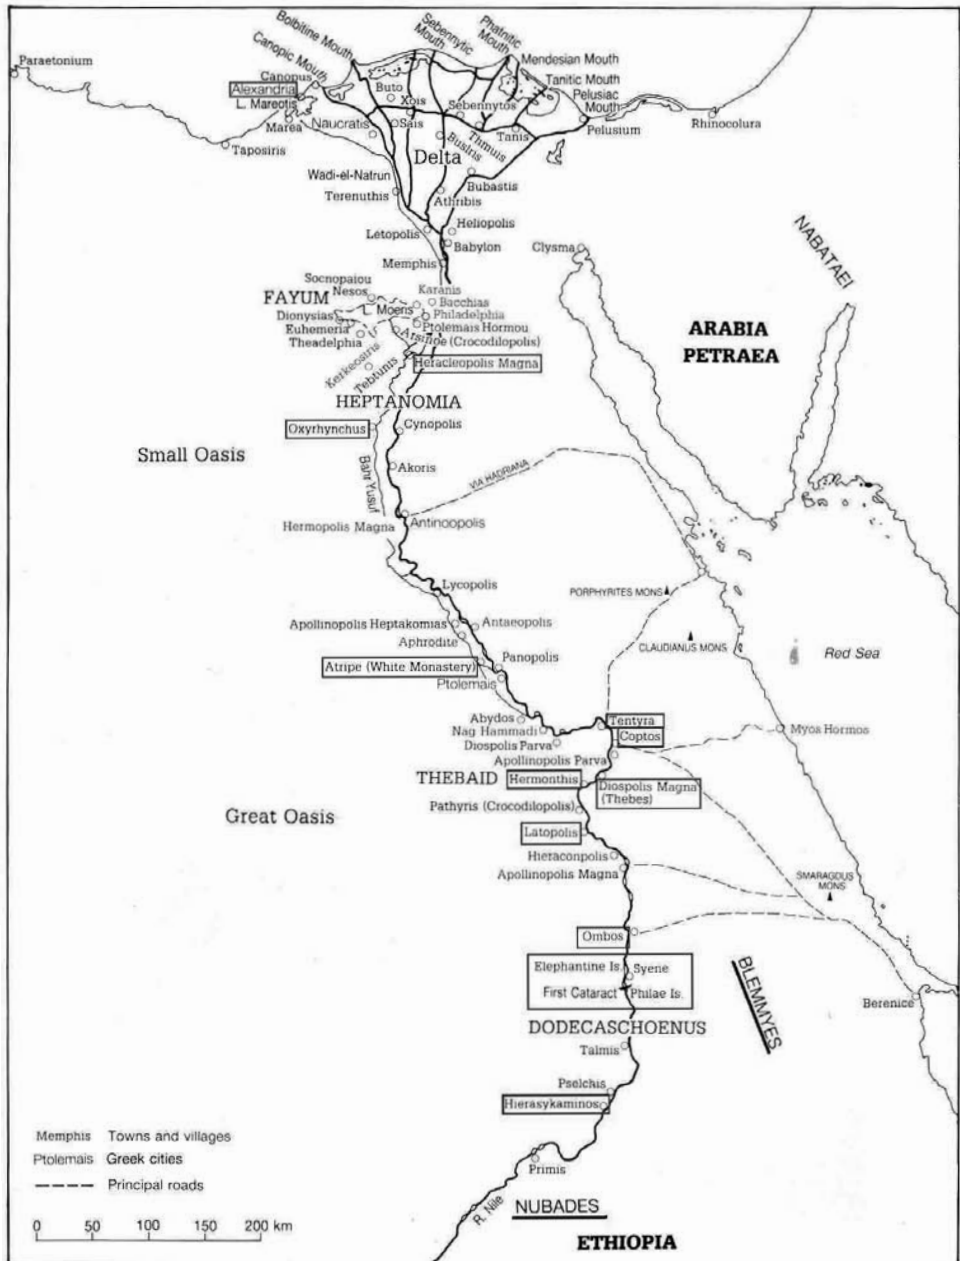 Paraetonium
Bolbitine Mouth
Canopic Mouth
Sebennytic
Mouth
Phatnitic
Mouth
Mendesian Mouth
Tanitic Mouth
Pelusiac
Mouth
Canopus
Alexandria
L. Mareotis
Marea
Taposiris
Naucratis
Buto
Xois
Sais
Sebennytos
Busiris
Thmuis
Tanis
Pelusium
Rhinocolura
Delta
Wadi-el-Natrun
Terenuthis
Bubastis
Athribis
Letopolis
Heliopolis
Babylon
Memphis
Clysma
NABATAEI
ARABIA
PETRAEA
Socnopaiou
Nesos
FAYUM
L. Moeris
Karanis
Bacchias
Philadelphia
Dionysias
Euhemeria
Theadelphia
Ptolemais Hormou
Arsinoe (Crocodilopolis)
Kerkeosiris
Tebtunis
Heracleopolis Magna
HEPTANOMIA
Oxyrhynchus
Cynopolis
Small Oasis
Akoris
Bahr Yusuf
VIA HADRIANA
Hermopolis Magna
Antinoopolis
Lycopolis
PORPHYRITES MONS
Apollinopolis Heptakomias
Antaeopolis
Aphrodite
CLAUDIANUS MONS
Red Sea
Atripe (White Monastery)
Panopolis
Ptolemais
Abydos
Nag Hammadi
Diospolis Parva
Tentyra
Coptos
Myos Hormos
Apollinopolis Parva
THEBAID
Hermonthis
Diospolis Magna
(Thebes)
Pathyris (Crocodilopolis)
Great Oasis
Latopolis
Hieraconpolis
Apollinopolis Magna
SMARAGDUS
MONS
Ombos
Elephantine Is.
Syene
First Cataract
Philae Is.
BLEMMYES
Berenice
DODECASCHOENUS
Talmis
Pselchis
Hierasykaminos
Primis
R. Nile
NUBADES
ETHIOPIA
Memphis Towns and villages
Ptolemais Greek cities
Principal roads
0 50 100 150 200 km